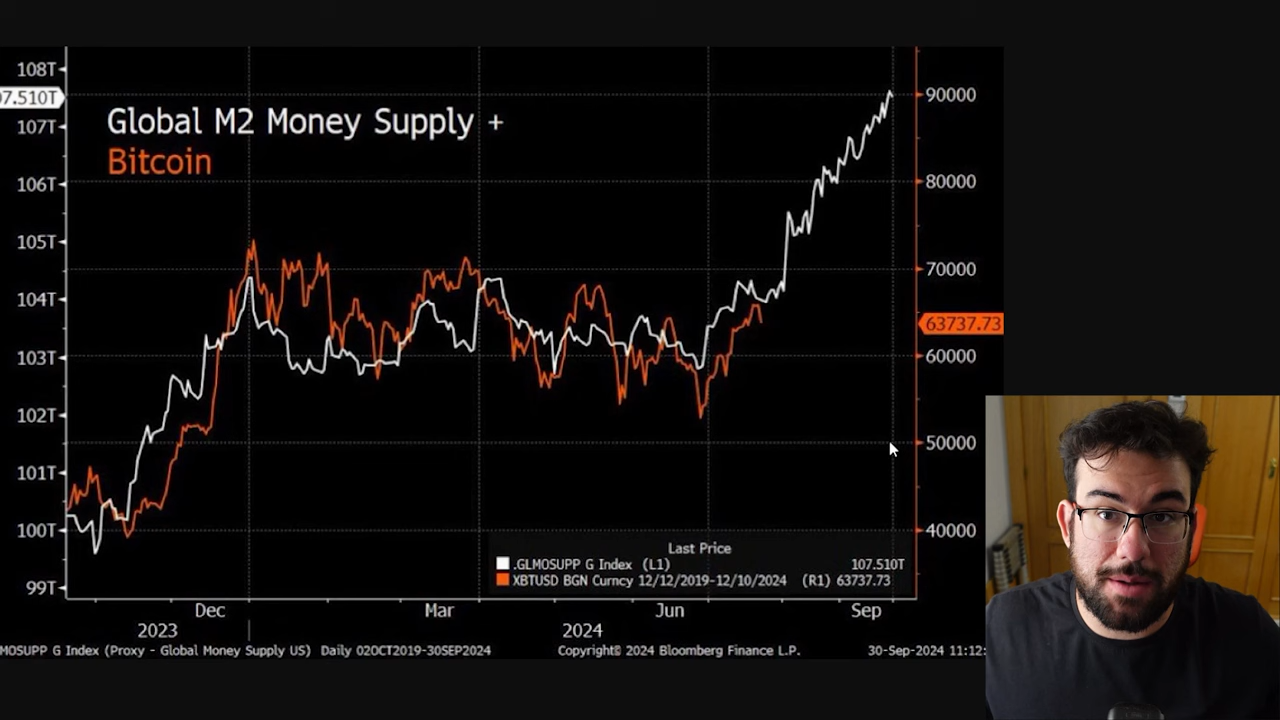 108T
7.510T
107T
106T
105T
104T
103T
102T
101T
100T
99T
Global M2 Money Supply +
Bitcoin
90000
80000
70000
63737.73
60000
50000
40000
Last Price
.GLMOSUPP G Index (L1) 107.510T
XBTUSD BGN Curncy 12/12/2019-12/10/2024 (R1) 63737.73
Dec Mar Jun Sep
2023 2024
MOSUPP G Index (Proxy - Global Money Supply US) Daily 02OCT2019-30SEP2024 Copyright© 2024 Bloomberg Finance L.P. 30-Sep-2024 11:12: